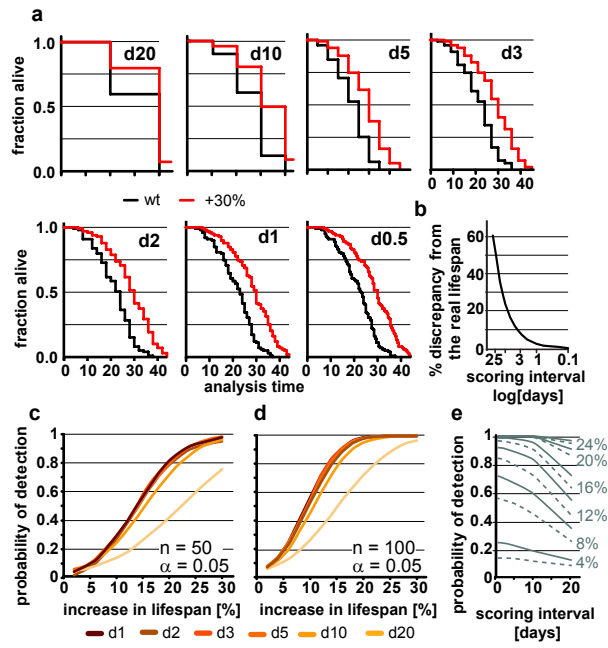 a
fraction alive
1.0
0.5
0.0
d20
d10
d5
d3
0 10 20 30 40
0 10 20 30 40
wt
+30%
fraction alive
1.0
0.5
0.0
d2
d1
d0.5
0 10 20 30 40
0 10 20 30 40
0 10 20 30 40
analysis time
b
% discrepancy from
the real lifespan
60
40
20
0
25 3 1 0.1
scoring interval
log[days]
c
probability of detection
1
0.8
0.6
0.4
0.2
0
n = 50
α = 0.05
0 5 10 15 20 25 30
increase in lifespan [%]
d
n = 100
α = 0.05
0 5 10 15 20 25 30
increase in lifespan [%]
d1 d2 d3 d5 d10 d20
e
probability of detection
1
0.8
0.6
0.4
0.2
0
24%
20%
16%
12%
8%
4%
0 10 20
scoring interval
[days]